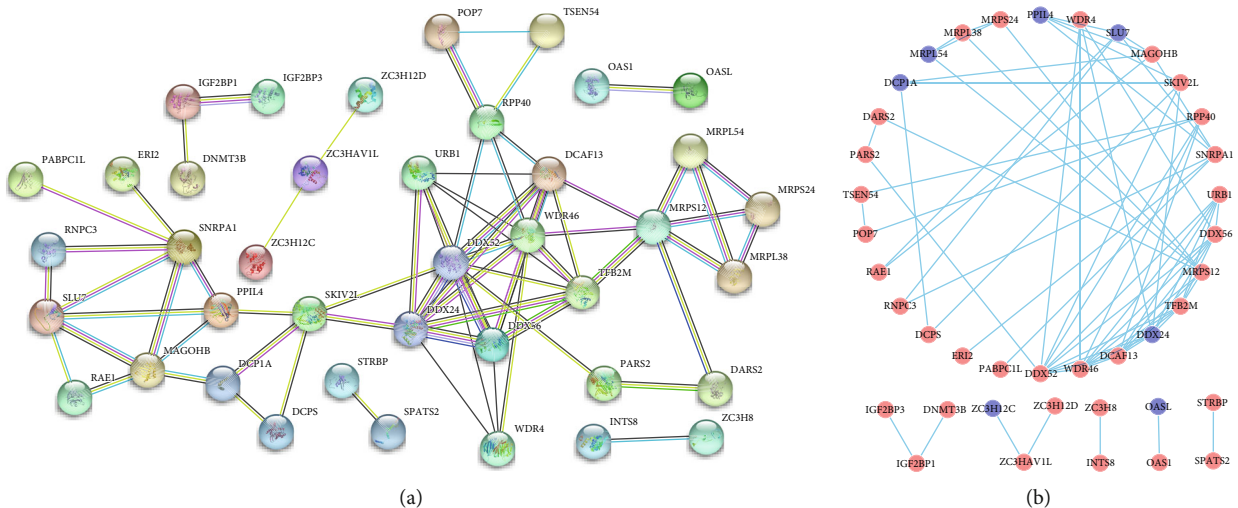 POP7
TSEN54
IGF2BP1
IGF2BP3
ZC3H12D
OAS1
OASL
RPP40
PABPC1L
ERI2
DNMT3B
ZC3HAV1L
URB1
DCAF13
MRPL54
MRPS24
RNPC3
SNRPA1
ZC3H12C
WDR46
MRPS12
DDX52
MRPL38
TFB2M
SLU7
PPIL4
SKIV2L
DDX24
DDX56
MAGOHB
DCP1A
STRBP
PARS2
DARS2
RAE1
DCPS
SPATS2
WDR4
INTS8
ZC3H8
(a)
PPIL4
MRPS24
WDR4
MRPL38
SLU7
MRPL54
MAGOHB
DCP1A
SKIV2L
DARS2
RPP40
PARS2
SNRPA1
TSEN54
URB1
POP7
DDX56
RAE1
MRPS12
RNPC3
TFB2M
DCPS
DDX24
ERI2
DCAF13
PABPC1L
DDX52
WDR46
IGF2BP3
DNMT3B
ZC3H12C
ZC3H12D
ZC3H8
OASL
STRBP
IGF2BP1
ZC3HAV1L
INTS8
OAS1
SPATS2
(b)